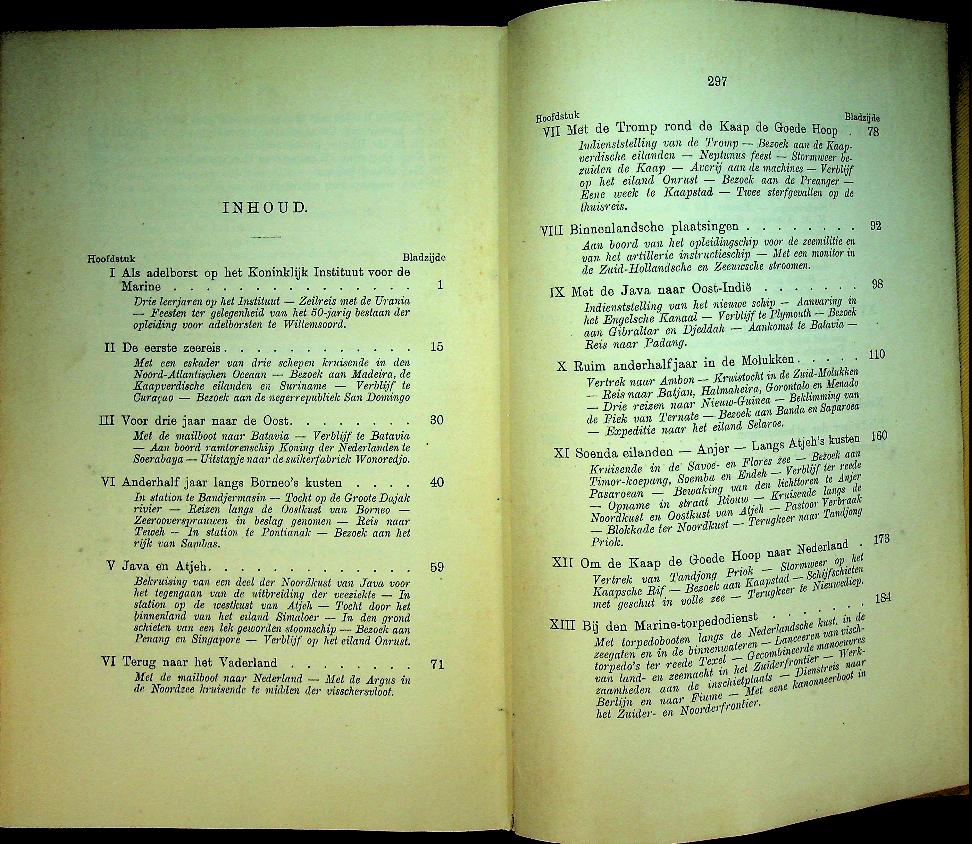 INHOUD.
Hoofdstuk Bladzijde
I Als adelborst op het Koninklijk Instituut voor de
Marine . . . . . . . . . . . . . . . . 1
Drie leerjaren op het Instituut — Zeilreis met de Urania
— Feesten ter gelegenheid van het 50-jarig bestaan der
opleiding voor adelborsten te Willemsoord.
II De eerste zeereis. . . . . . . . . . . . . 15
Met een eskader van drie schepen kruisende in den
Noord-Atlantischen Oceaan — Bezoek aan Madeira, de
Kaapverdische eilanden en Suriname — Verblijf te
Curaçao — Bezoek aan de negerrepubliek San Domingo
III Voor drie jaar naar de Oost. . . . . . . . . 30
Met de mailboot naar Batavia — Verblijf te Batavia
— Aan boord ramtorenschip Koning der Nederlanden te
Soerabaya — Uitstapje naar de suikerfabriek Wonoredjo.
VI Anderhalf jaar langs Borneo's kusten . . . . 40
In station te Bandjermasin — Tocht op de Groote Dajak
rivier — Reizen langs de Oostkust van Borneo —
Zeerooversprauwen in beslag genomen — Reis naar
Teweh — In station te Pontianak — Bezoek aan het
rijk van Sambas.
V Java en Atjeh. . . . . . . . . . . . . . 59
Bekruising van een deel der Noordkust van Java voor
het tegengaan van de uitbreiding der veeziekte — In
station op de westkust van Atjeh — Tocht door het
binnenland van het eiland Simaloer — In den grond
schieten van een lek geworden stoomschip — Bezoek aan
Penang en Singapore — Verblijf op het eiland Onrust.
VI Terug naar het Vaderland . . . . . . . . 71
Met de mailboot naar Nederland — Met de Argus in
de Noordzee kruisende te midden der visschersvloot.
297
Hoofdstuk Bladzijde
VII Met de Tromp rond de Kaap de Goede Hoop . 78
Indienststelling van de Tromp — Bezoek aan de Kaap-
verdische eilanden — Neptunus feest — Stormweer be-
zuiden de Kaap — Averij aan de machines — Verblijf
op het eiland Onrust — Bezoek aan de Preanger —
Eene week te Kaapstad — Twee sterfgevallen op de
thuisreis.
VIII Binnenlandsche plaatsingen . . . . . . . . 92
Aan boord van het opleidingschip voor de zeemilitie en
van het artillerie instructieschip — Met een monitor in
de Zuid-Hollandsche en Zeeuwsche stroomen.
IX Met de Java naar Oost-Indië . . . . . . . 98
Indienststelling van het nieuwe schip — Aanvaring in
het Engelsche Kanaal — Verblijf te Plymouth — Bezoek
aan Gibraltar en Djeddah — Aankomst te Batavia —
Reis naar Padang.
X Ruim anderhalf jaar in de Molukken . . . . 110
Vertrek naar Ambon — Kruistocht in de Zuid-Molukken
— Reis naar Batjan, Halmaheira, Gorontalo en Menado
— Drie reizen naar Nieuw-Guinea — Beklimming van
de Piek van Ternate — Bezoek aan Banda en Saparoea
— Expeditie naar het eiland Selaroe.
XI Soenda eilanden — Anjer — Langs Atjeh's kusten 160
Kruisende in de Savoe- en Flores zee — Bezoek aan
Timor-koepang, Soemba en Endeh — Verblijf ter reede
Pasaroean — Bewaking van den lichttoren te Anjer
— Opname in straat Riouw — Kruisende langs de
Noordkust en Oostkust van Atjeh — Pastoor Verbraak
— Blokkade ter Noordkust — Terugkeer naar Tandjong
Priok.
XII Om de Kaap de Goede Hoop naar Nederland . 173
Vertrek van Tandjong Priok — Stormweer op het
Kaapsche Rif — Bezoek aan Kaapstad — Schijfschieten
met geschut in volle zee — Terugkeer te Nieuwediep.
XIII Bij den Marine-torpedodienst . . . . . . . 184
Met torpedobooten langs de Nederlandsche kust, in de
zeegaten en in de binnenwateren — Lanceeren van visch-
torpedo's ter reede Texel — Gecombineerde manoeuvres
van land- en zeemacht in het Zuiderfrontier — Werk-
zaamheden aan de inschietplaats — Dienstreis naar
Berlijn en naar Fiume — Met eene kanonneerboot in
het Zuider- en Noorderfrontier.